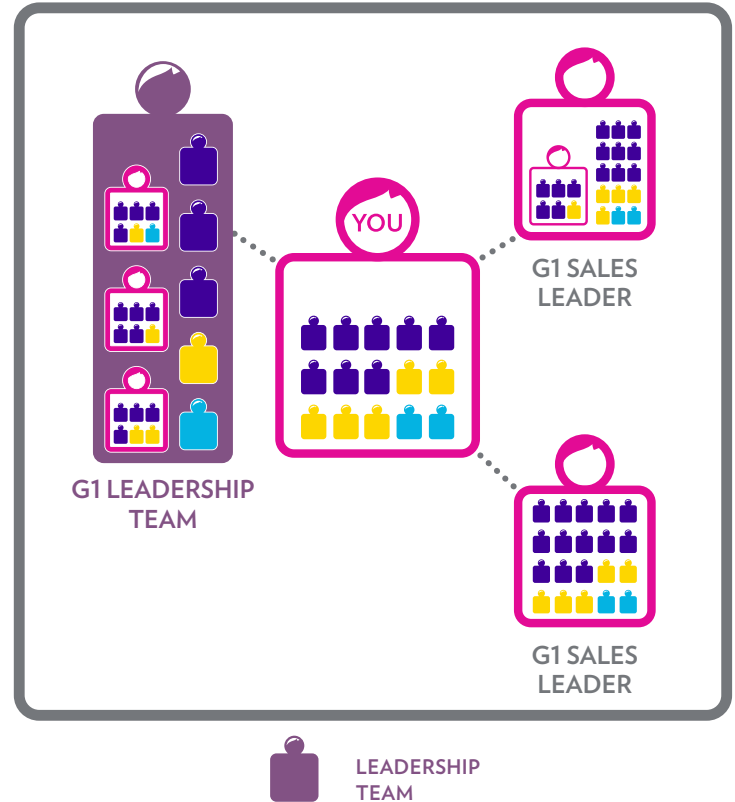 YOU
G1 SALES
LEADER
G1 LEADERSHIP
TEAM
G1 SALES
LEADER
LEADERSHIP
TEAM